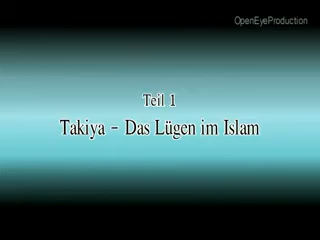 OpenEyeProduction
Teil 1
Takiya - Das Lügen im Islam